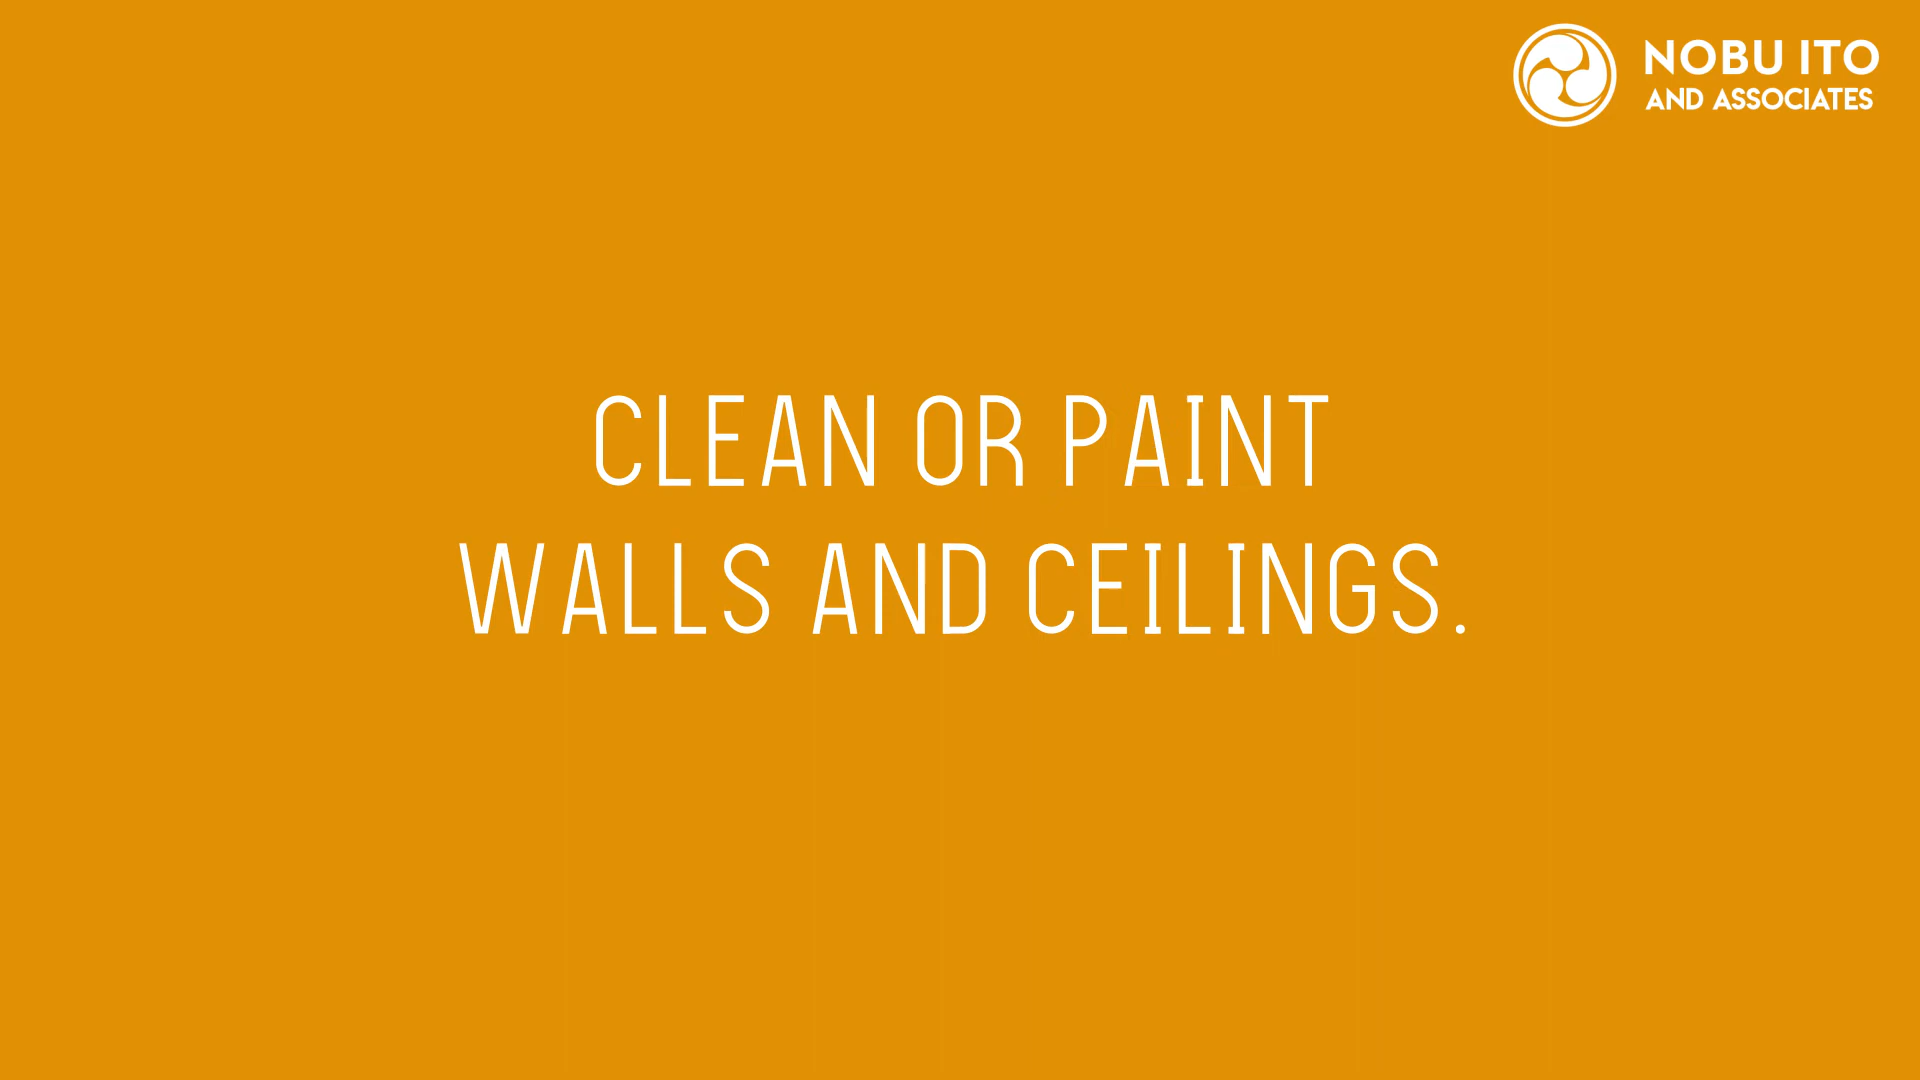 NOBU ITO
AND ASSOCIATES
CLEAN OR PAINT
WALLS AND CEILINGS.